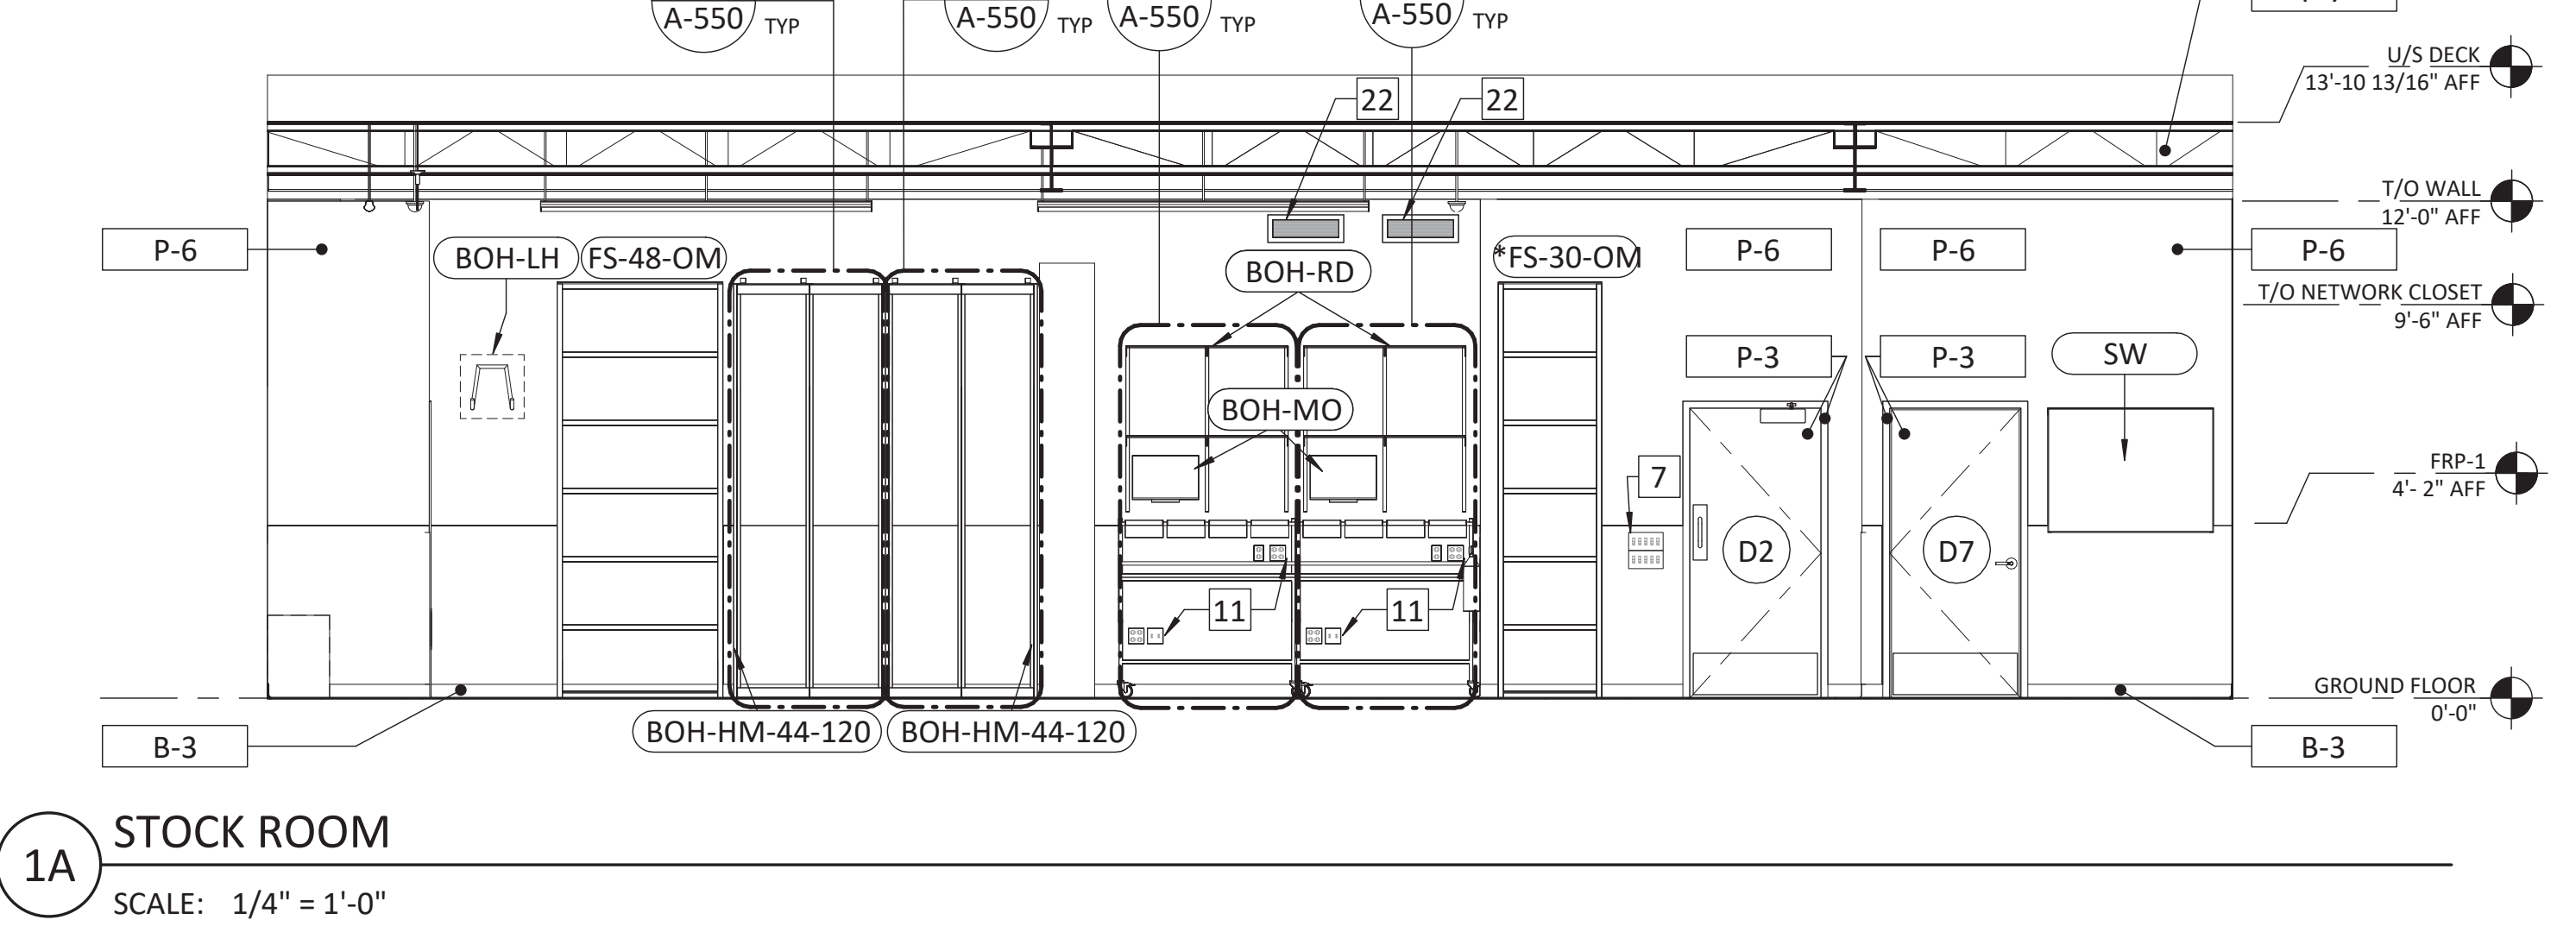 A-550 TYP
A-550 TYP
A-550 TYP
A-550 TYP
U/S DECK
13'-10 13/16" AFF
22
22
T/O WALL
12'-0" AFF
P-6
BOH-LH
FS-48-OM
BOH-RD
*FS-30-OM
P-6
P-6
P-6
T/O NETWORK CLOSET
9'-6" AFF
P-3
P-3
SW
BOH-MO
7
FRP-1
4'- 2" AFF
D2
D7
11
11
GROUND FLOOR
0'-0"
BOH-HM-44-120
BOH-HM-44-120
B-3
B-3
1A
STOCK ROOM
SCALE: 1/4" = 1'-0"